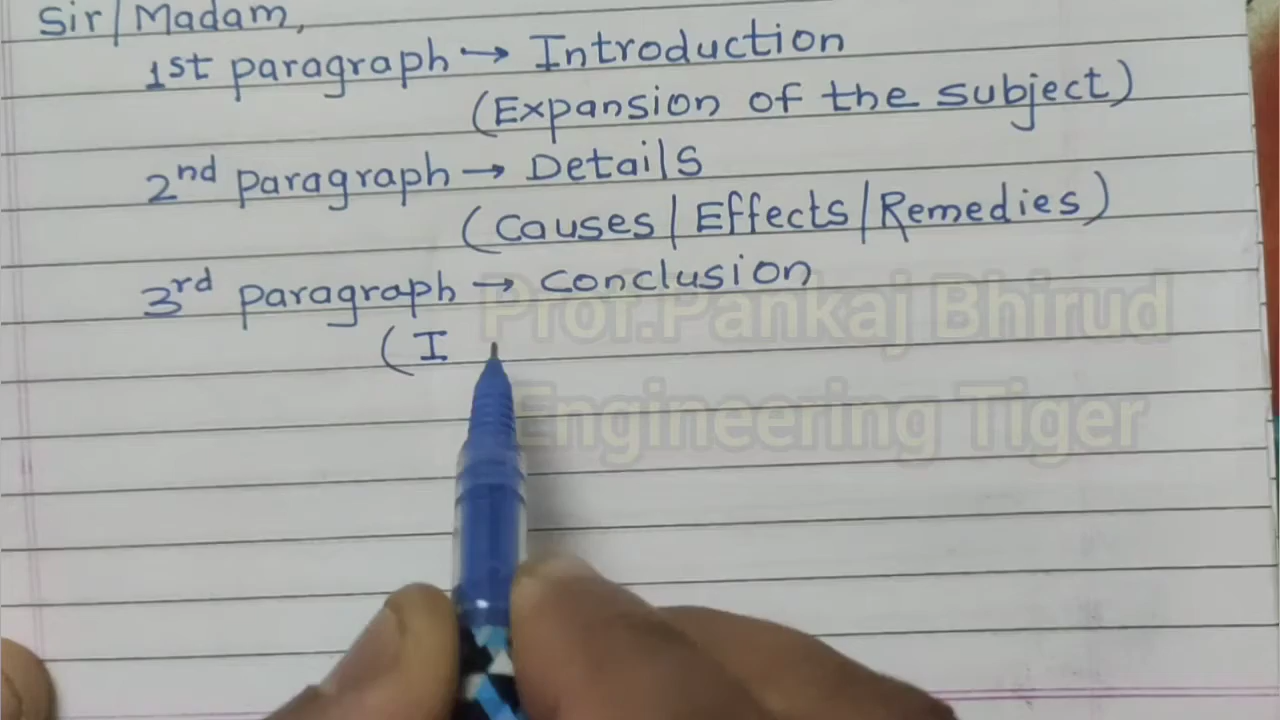 Sir/Madam,
1st paragraph → Introduction
(Expansion of the subject)
2nd paragraph → Details
(Causes/Effects/Remedies)
3rd paragraph → Conclusion
(I
Prof.Pankaj Bhirud
Engineering Tiger